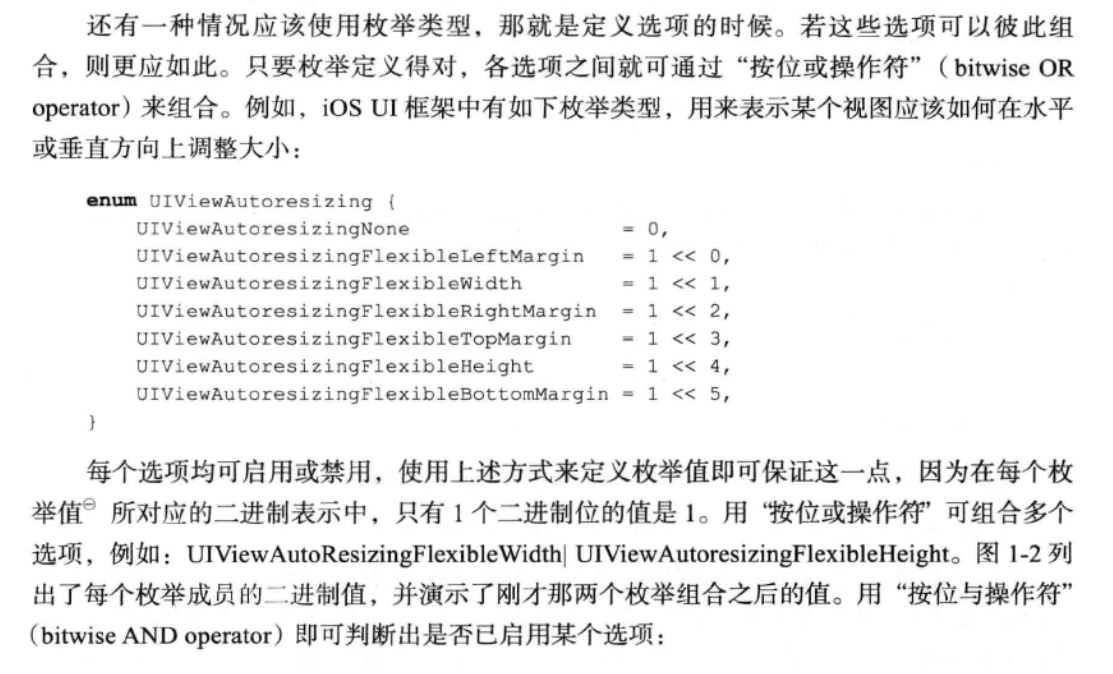 还有一种情况应该使用枚举类型，那就是定义选项的时候。若这些选项可以彼此组
合，则更应如此。只要枚举定义得对，各选项之间就可通过“按位或操作符”（bitwise OR
operator）来组合。例如，iOS UI 框架中有如下枚举类型，用来表示某个视图应该如何在水平
或垂直方向上调整大小：
enum UIViewAutoresizing {
    UIViewAutoresizingNone                 = 0,
    UIViewAutoresizingFlexibleLeftMargin   = 1 << 0,
    UIViewAutoresizingFlexibleWidth        = 1 << 1,
    UIViewAutoresizingFlexibleRightMargin  = 1 << 2,
    UIViewAutoresizingFlexibleTopMargin    = 1 << 3,
    UIViewAutoresizingFlexibleHeight       = 1 << 4,
    UIViewAutoresizingFlexibleBottomMargin = 1 << 5,
}
每个选项均可启用或禁用，使用上述方式来定义枚举值即可保证这一点，因为在每个枚
举值㊀ 所对应的二进制表示中，只有 1 个二进制位的值是 1。用“按位或操作符”可组合多个
选项，例如：UIViewAutoResizingFlexibleWidth| UIViewAutoresizingFlexibleHeight。图 1-2 列
出了每个枚举成员的二进制值，并演示了刚才那两个枚举组合之后的值。用“按位与操作符”
（bitwise AND operator）即可判断出是否已启用某个选项：